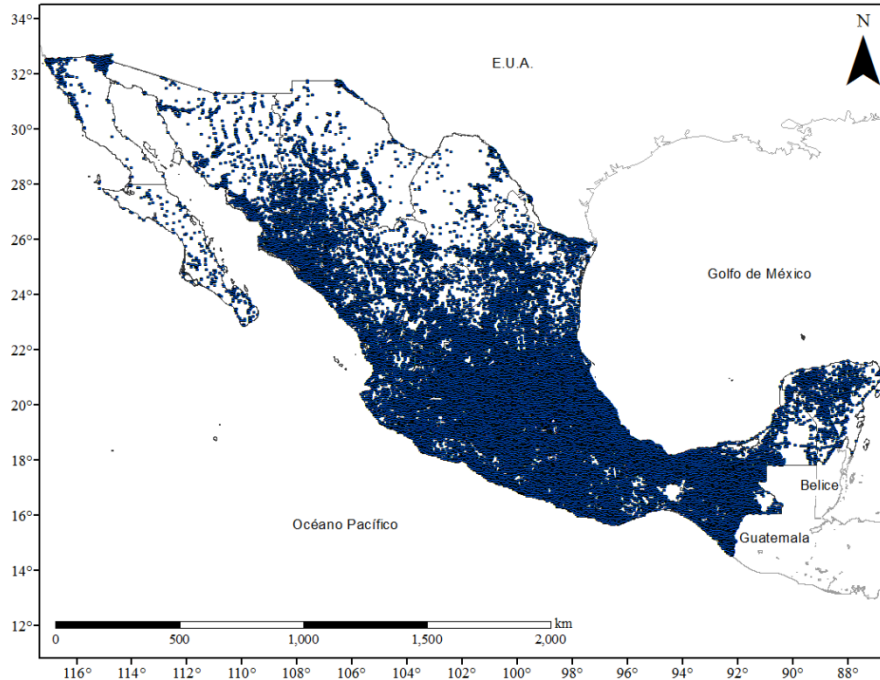 34°
32°
30°
28°
26°
24°
22°
20°
18°
16°
14°
12°
N
E.U.A.
Golfo de México
Belice
Guatemala
Océano Pacífico
km
0 500 1,000 1,500 2,000
116° 114° 112° 110° 108° 106° 104° 102° 100° 98° 96° 94° 92° 90° 88°